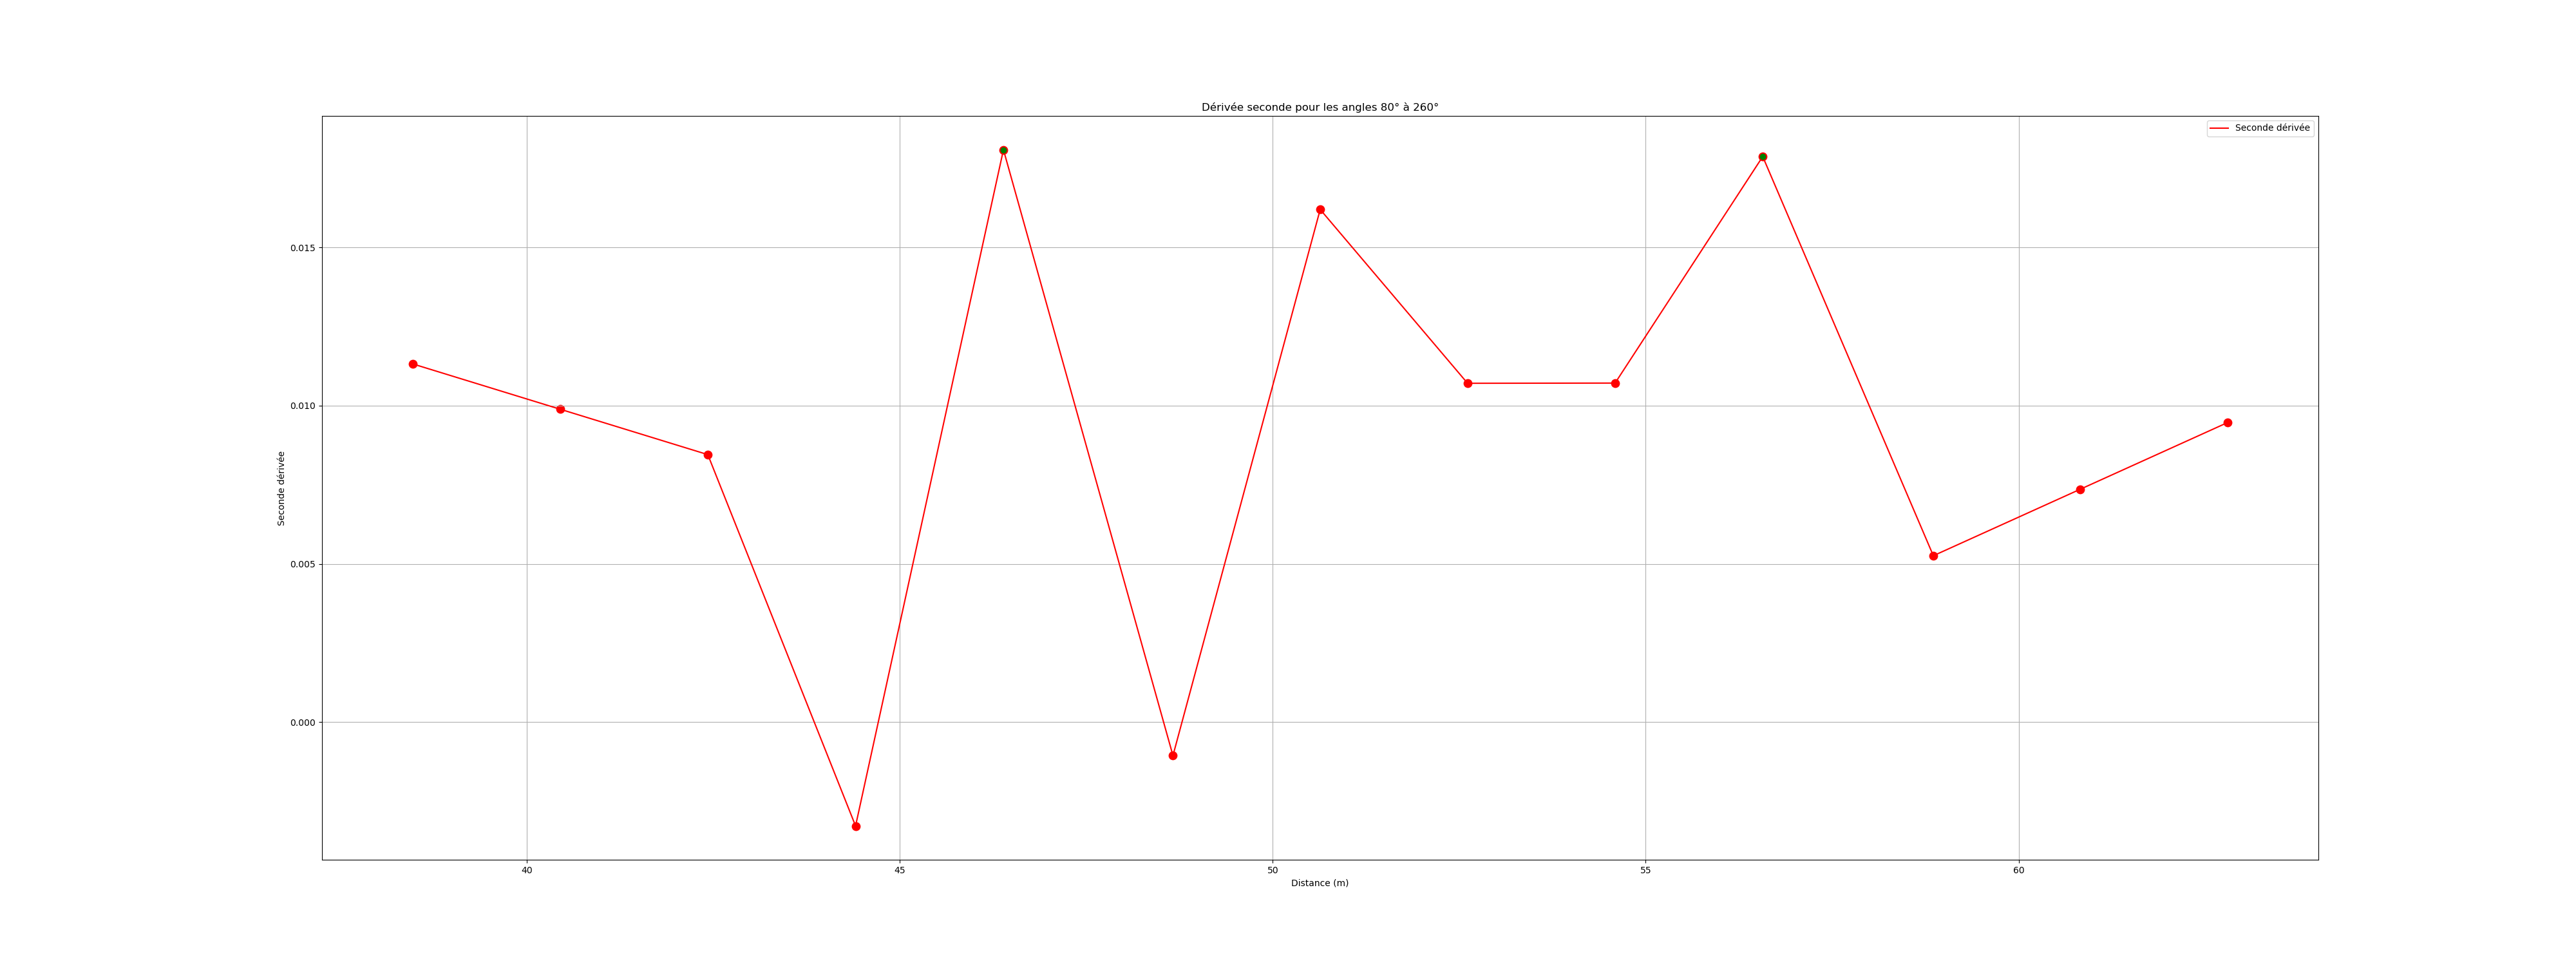 Dérivée seconde pour les angles 80° à 260°
Seconde dérivée
0.015
0.010
0.005
0.000
Seconde dérivée
40
45
50
55
60
Distance (m)